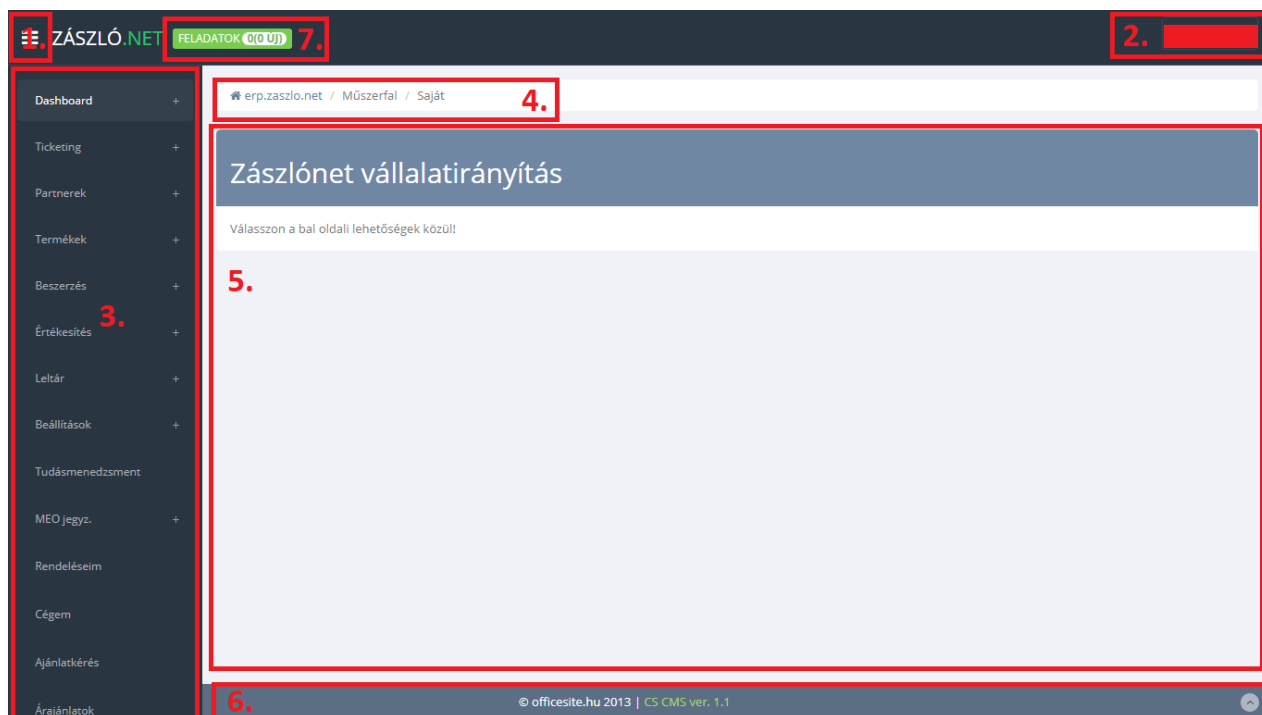 1. ZÁSZLÓ.NET FELADATOK 0(0 ÚJ) 7. 2.
erp.zaszlo.net / Műszerfal / Saját 4.
Dashboard +
Ticketing +
Partnerek +
Termékek +
Beszerzés +
Értékesítés +
3.
Leltár +
Beállítások +
Tudásmenedzsment
MEO jegyz. +
Rendeléseim
Cégem
Ajánlatkérés
Árajánlatok
Zászlónet vállalatirányítás
Válasszon a bal oldali lehetőségek közül!
5.
6. © officesite.hu 2013 | CS CMS ver. 1.1